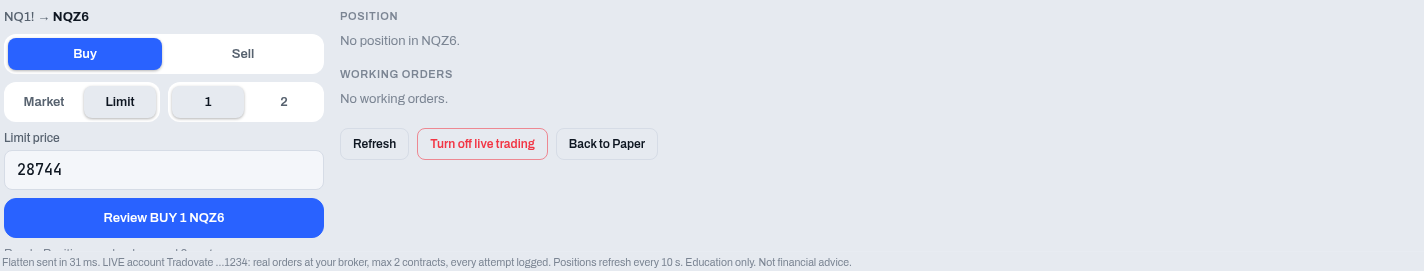 NQ1! → NQZ6
Buy
Sell
Market
Limit
1
2
Limit price
28744
Review BUY 1 NQZ6
POSITION
No position in NQZ6.
WORKING ORDERS
No working orders.
Refresh
Turn off live trading
Back to Paper
Flatten sent in 31 ms. LIVE account Tradovate ...1234: real orders at your broker, max 2 contracts, every attempt logged. Positions refresh every 10 s. Education only. Not financial advice.